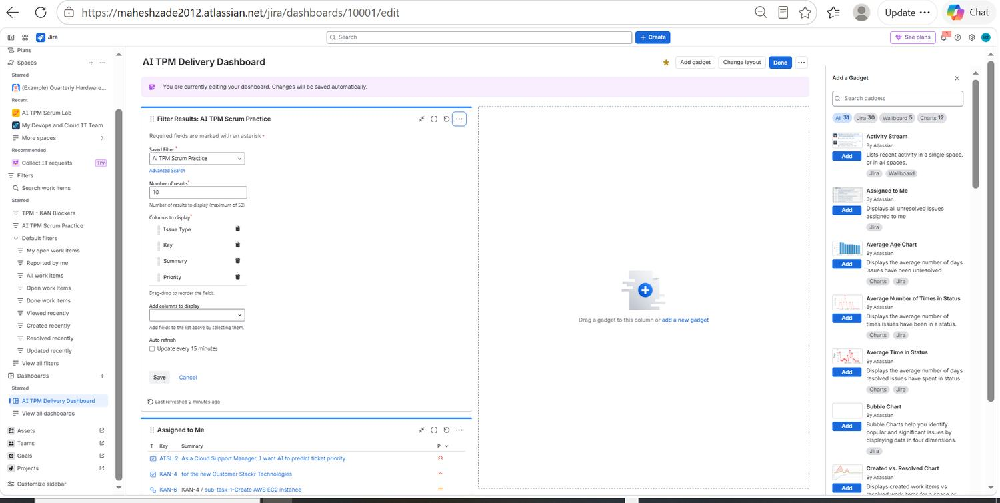 https://maheshzade2012.atlassian.net/jira/dashboards/10001/edit
Update
Chat
Jira
Search
+ Create
See plans
1
MZ
Plans
Spaces
Starred
(Example) Quarterly Hardware...
Recent
AI TPM Scrum Lab
My Devops and Cloud IT Team
More spaces
Recommended
Collect IT requests
Try
Filters
Search work items
Starred
TPM - KAN Blockers
AI TPM Scrum Practice
Default filters
My open work items
Reported by me
All work items
Open work items
Done work items
Viewed recently
Created recently
Resolved recently
Updated recently
View all filters
Dashboards
Starred
AI TPM Delivery Dashboard
View all dashboards
Assets
Teams
Goals
Projects
Customize sidebar
AI TPM Delivery Dashboard
Add gadget
Change layout
Done
You are currently editing your dashboard. Changes will be saved automatically.
Filter Results: AI TPM Scrum Practice
Required fields are marked with an asterisk *
Saved Filter:*
AI TPM Scrum Practice
Advanced Search
Number of results*
10
Number of results to display (maximum of 50).
Columns to display*
Issue Type
Key
Summary
Priority
Drag-drop to reorder the fields.
Add columns to display
Add fields to the list above by selecting them.
Auto refresh
Update every 15 minutes
Save
Cancel
Last refreshed 2 minutes ago
Assigned to Me
T Key Summary P
ATSL-2 As a Cloud Support Manager, I want AI to predict ticket priority
KAN-4 for the new Customer Stackr Technologies
KAN-6 KAN-4 / sub-task-1-Create AWS EC2 instance
Drag a gadget to this column or add a new gadget
Add a Gadget
Search gadgets
All 31 Jira 30 Wallboard 5 Charts 12
Activity Stream
By Atlassian
Add
Lists recent activity in a single space,
or in all spaces.
Jira Wallboard
Assigned to Me
By Atlassian
Add
Displays all unresolved issues
assigned to me
Jira
Average Age Chart
By Atlassian
Add
Displays the average number of days
issues have been unresolved.
Charts Jira
Average Number of Times in Status
By Atlassian
Add
Displays the average number of
times issues have been in a status.
Charts Jira
Average Time in Status
By Atlassian
Add
Displays the average number of days
resolved issues have spent in status.
Charts Jira
Bubble Chart
By Atlassian
Add
Bubble Charts help you identify
popular and significant issues by
displaying data in four dimensions.
Jira
Created vs. Resolved Chart
By Atlassian
Add
Displays created work items vs
resolved work items for a space or